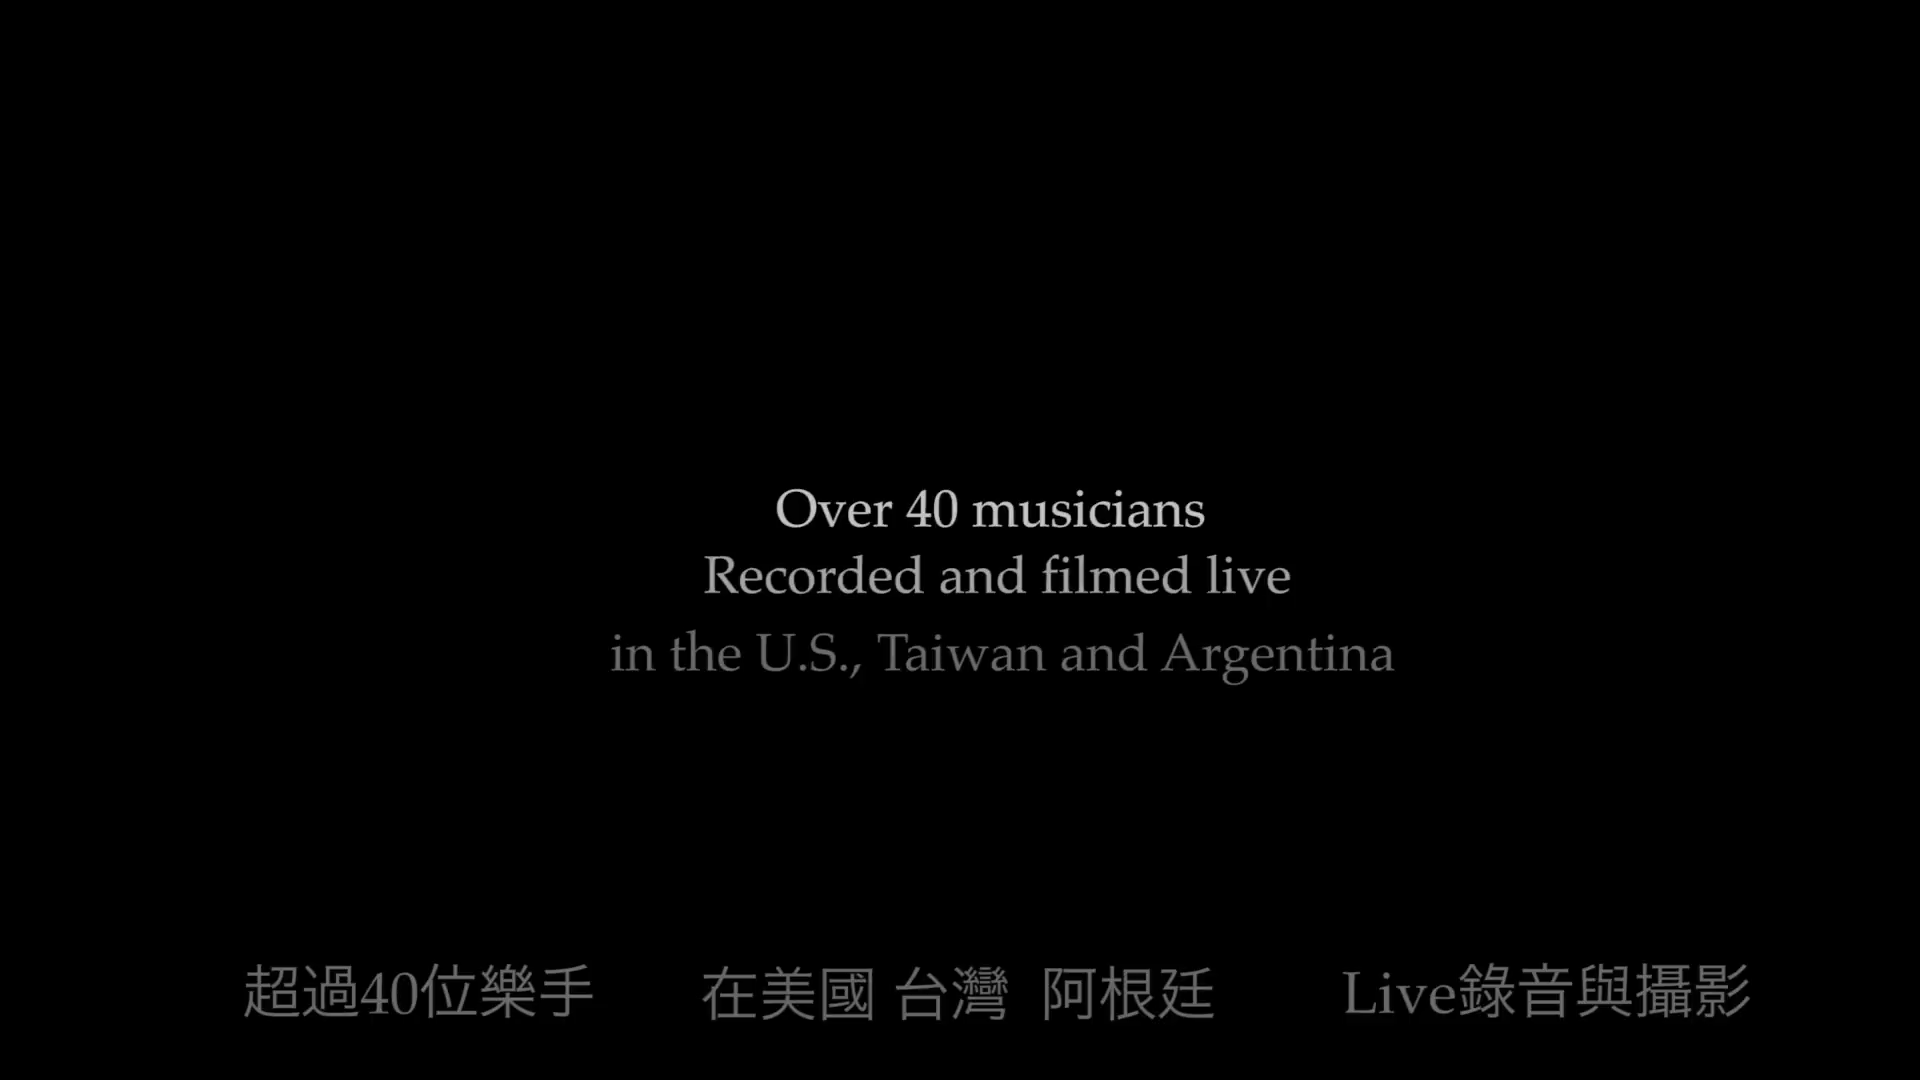 Over 40 musicians
Recorded and filmed live
in the U.S., Taiwan and Argentina
超過40位樂手 在美國 台灣 阿根廷 Live錄音與攝影